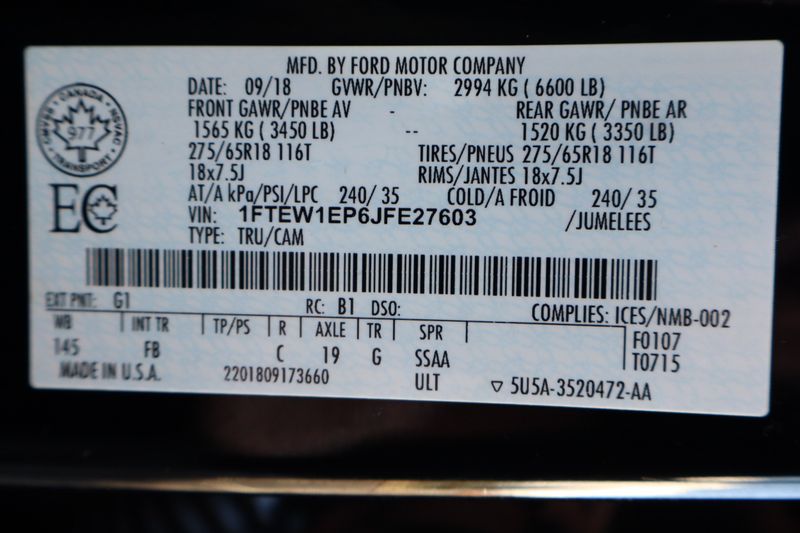 MFD. BY FORD MOTOR COMPANY
DATE: 09/18 GVWR/PNBV: 2994 KG ( 6600 LB)
FRONT GAWR/PNBE AV REAR GAWR/ PNBE AR
1565 KG ( 3450 LB) -- 1520 KG ( 3350 LB)
275/65R18 116T TIRES/PNEUS 275/65R18 116T
18x7.5J RIMS/JANTES 18x7.5J
AT/A kPa/PSI/LPC 240/ 35 COLD/A FROID 240/ 35
VIN: 1FTEW1EP6JFE27603 /JUMELEES
TYPE: TRU/CAM
CANADA
977
TRANSPORT
EC
EXT PNT: G1 RC: B1 DSO: COMPLIES: ICES/NMB-002
WB INT TR TP/PS R AXLE TR SPR F0107
145 FB C 19 G SSAA T0715
MADE IN U.S.A. 2201809173660 ULT ▽ 5U5A-3520472-AA